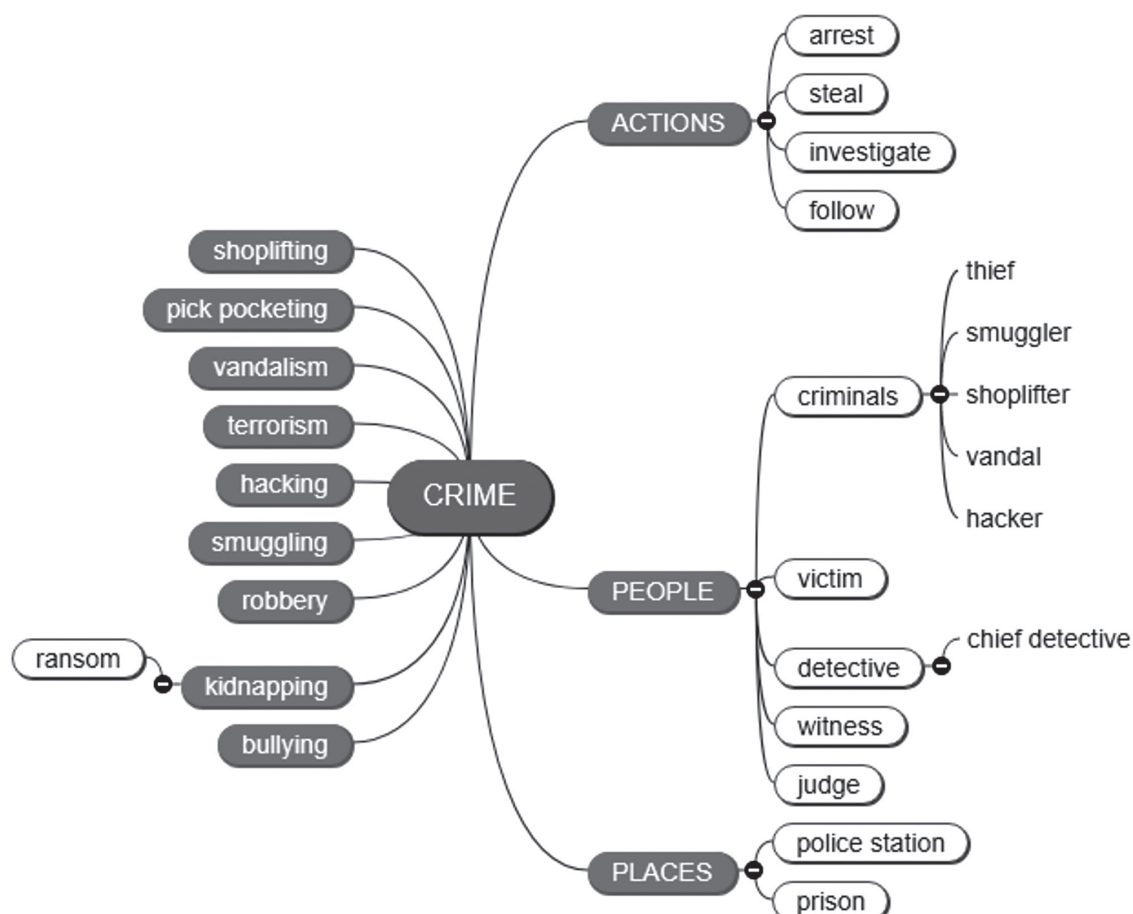 arrest
steal
ACTIONS
investigate
follow
shoplifting
pick pocketing
vandalism
terrorism
hacking
smuggling
robbery
ransom
kidnapping
bullying
CRIME
thief
smuggler
criminals
shoplifter
vandal
hacker
PEOPLE
victim
detective
chief detective
witness
judge
PLACES
police station
prison